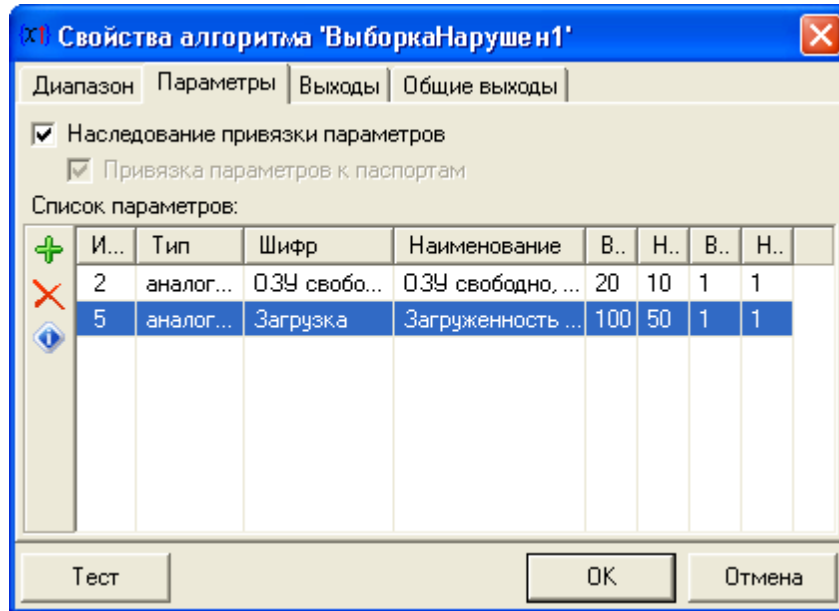 Свойства алгоритма 'ВыборкаНарушен1'
Диапазон Параметры Выходы Общие выходы
Наследование привязки параметров
Привязка параметров к паспортам
Список параметров:
И... Тип Шифр Наименование В.. Н.. В.. Н..
2 аналог... ОЗУ свобо... ОЗУ свободно, ... 20 10 1 1
5 аналог... Загрузка Загруженность ... 100 50 1 1
Тест OK Отмена